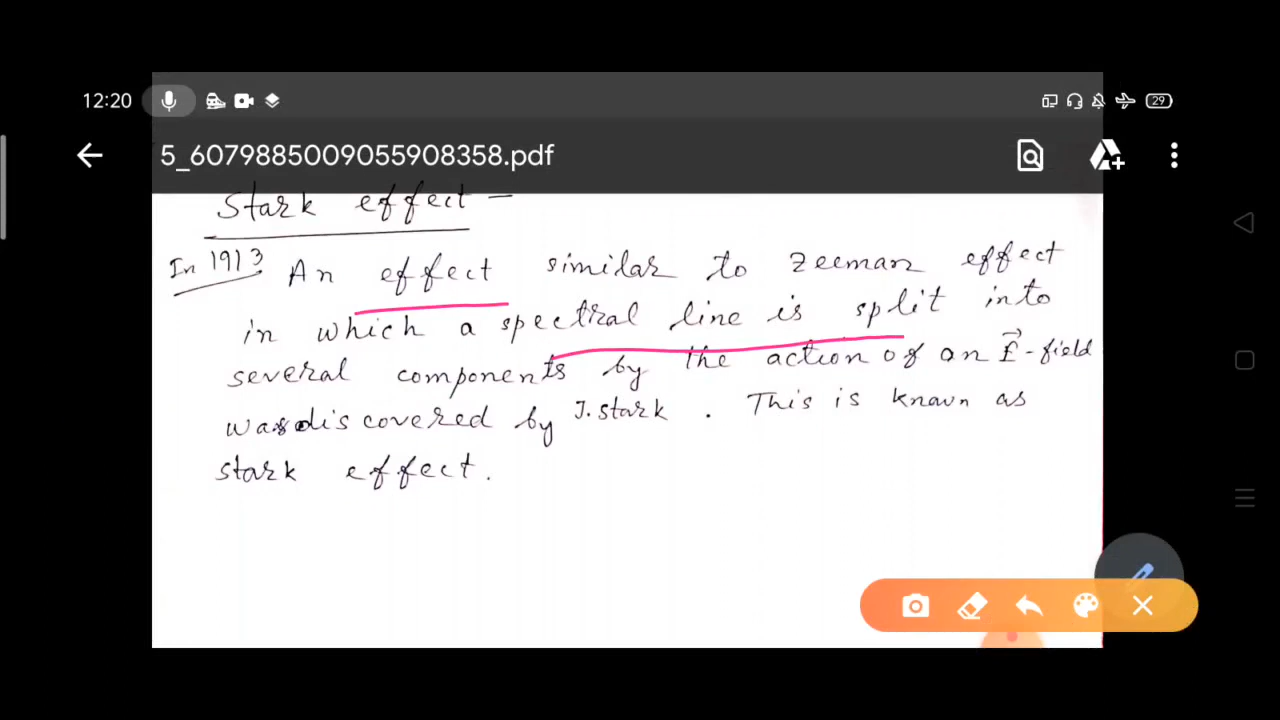 12:20
29
5_6079885009055908358.pdf
Stark effect –
In 1913 An effect similar to zeeman effect
in which a spectral line is split into
several components by the action of an E⃗-field
was discovered by J. Stark . This is known as
stark effect.